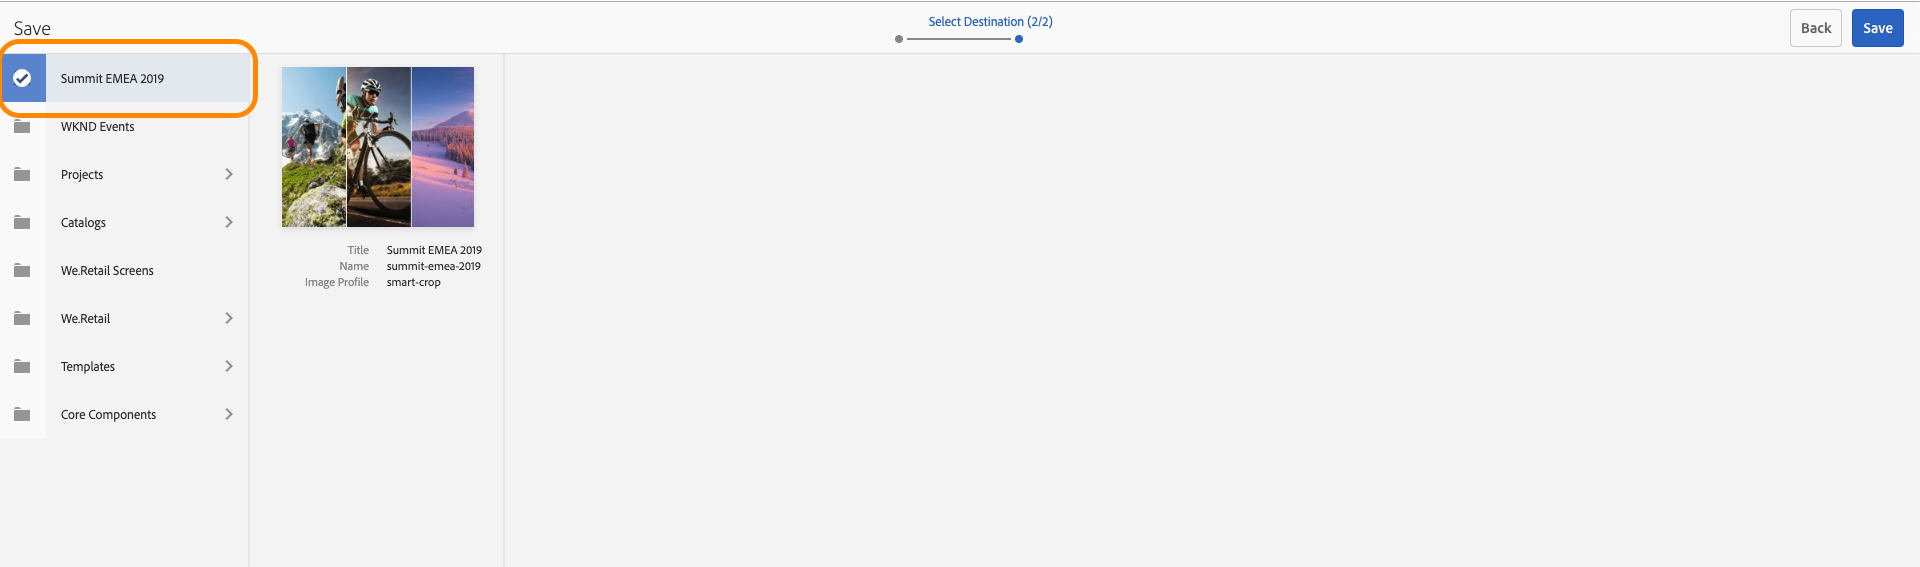 Save
Select Destination (2/2)
Back
Save
Summit EMEA 2019
WKND Events
Projects
Catalogs
We.Retail Screens
We.Retail
Templates
Core Components
Title Summit EMEA 2019
Name summit-emea-2019
Image Profile smart-crop